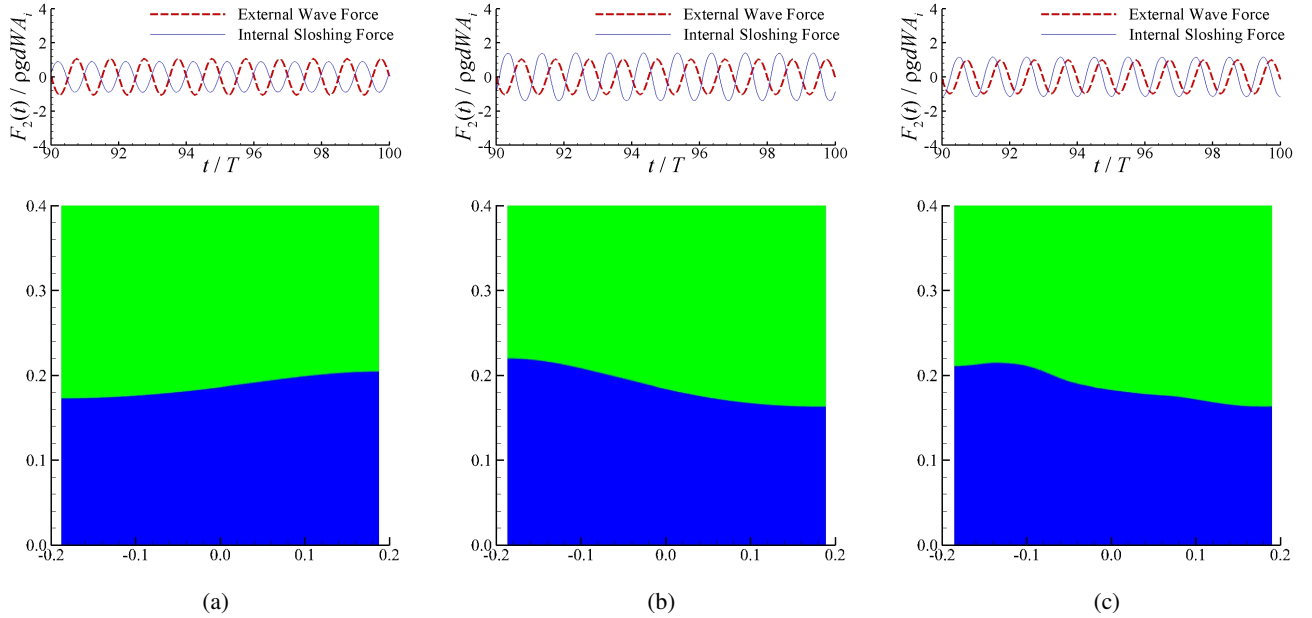 External Wave Force
Internal Sloshing Force
F₂(t) / ρgdWAᵢ
4
2
0
-2
-4
90 92 94 96 98 100
t / T
0.4
0.3
0.2
0.1
0.0
-0.2 -0.1 0.0 0.1 0.2
(a)
External Wave Force
Internal Sloshing Force
F₂(t) / ρgdWAᵢ
4
2
0
-2
-4
90 92 94 96 98 100
t / T
0.4
0.3
0.2
0.1
0.0
-0.2 -0.1 0.0 0.1 0.2
(b)
External Wave Force
Internal Sloshing Force
F₂(t) / ρgdWAᵢ
4
2
0
-2
-4
90 92 94 96 98 100
t / T
0.4
0.3
0.2
0.1
0.0
-0.2 -0.1 0.0 0.1 0.2
(c)